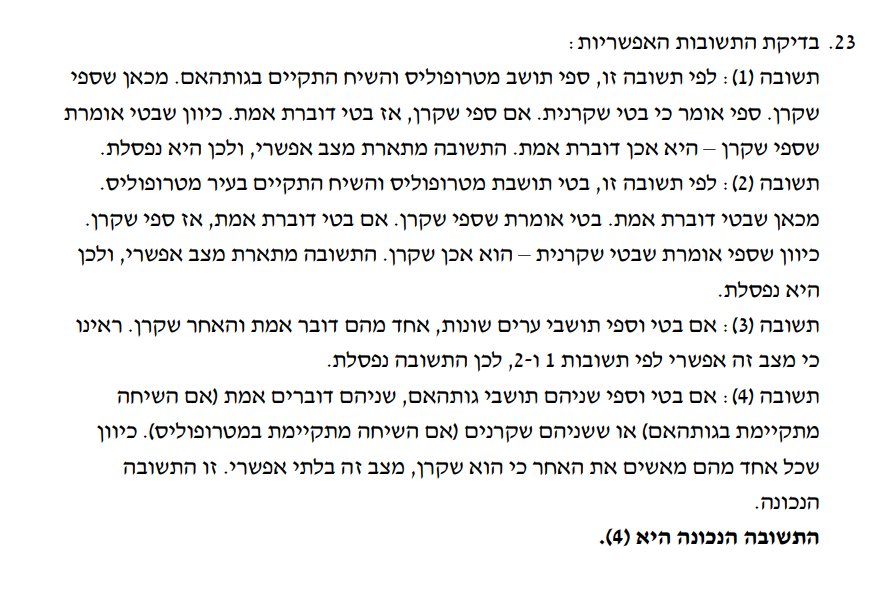 23. בדיקת התשובות האפשריות:
תשובה (1): לפי תשובה זו, ספי תושב מטרופוליס והשיח התקיים בגותהאם. מכאן שספי
שקרן. ספי אומר כי בטי שקרנית. אם ספי שקרן, אז בטי דוברת אמת. כיוון שבטי אומרת
שספי שקרן – היא אכן דוברת אמת. התשובה מתארת מצב אפשרי, ולכן היא נפסלת.
תשובה (2): לפי תשובה זו, בטי תושבת מטרופוליס והשיח התקיים בעיר מטרופוליס.
מכאן שבטי דוברת אמת. בטי אומרת שספי שקרן. אם בטי דוברת אמת, אז ספי שקרן.
כיוון שספי אומרת שבטי שקרנית – הוא אכן שקרן. התשובה מתארת מצב אפשרי, ולכן
היא נפסלת.
תשובה (3): אם בטי וספי תושבי ערים שונות, אחד מהם דובר אמת והאחר שקרן. ראינו
כי מצב זה אפשרי לפי תשובות 1 ו-2, לכן התשובה נפסלת.
תשובה (4): אם בטי וספי שניהם תושבי גותהאם, שניהם דוברים אמת (אם השיחה
מתקיימת בגותהאם) או ששניהם שקרנים (אם השיחה מתקיימת במטרופוליס). כיוון
שכל אחד מהם מאשים את האחר כי הוא שקרן, מצב זה בלתי אפשרי. זו התשובה
הנכונה.
התשובה הנכונה היא (4).